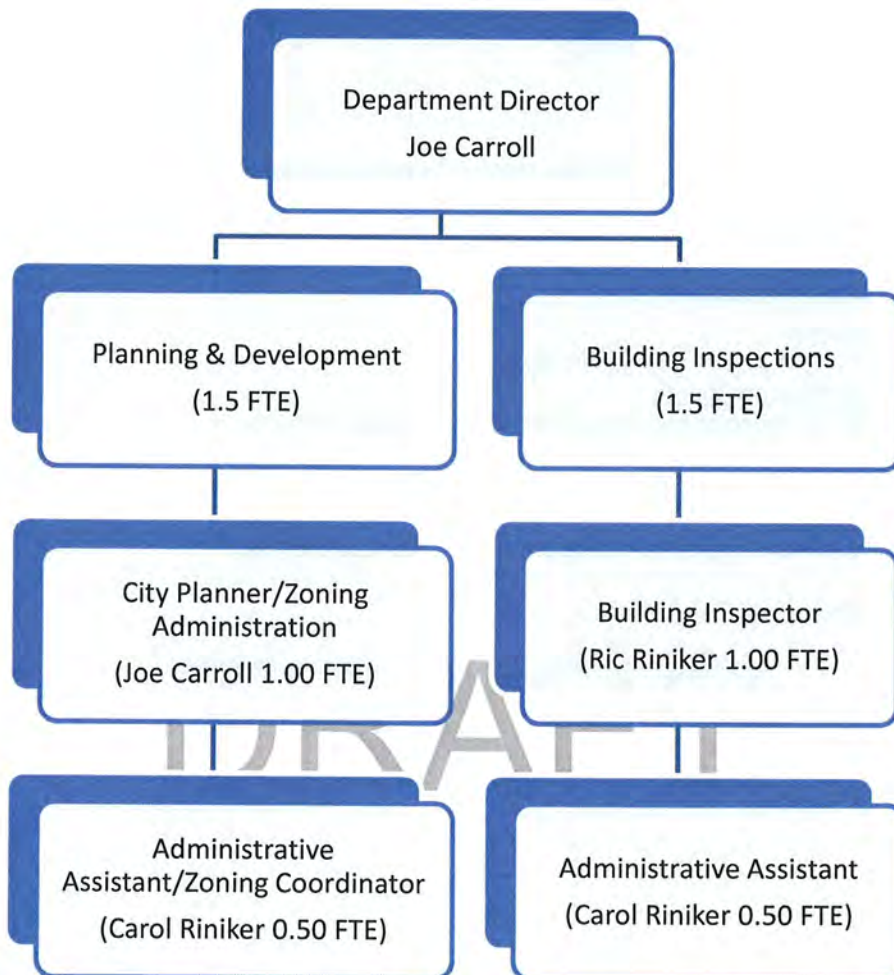 Department Director
Joe Carroll
Planning & Development
(1.5 FTE)
Building Inspections
(1.5 FTE)
City Planner/Zoning
Administration
(Joe Carroll 1.00 FTE)
Building Inspector
(Ric Riniker 1.00 FTE)
DRAFT
Administrative
Assistant/Zoning Coordinator
(Carol Riniker 0.50 FTE)
Administrative Assistant
(Carol Riniker 0.50 FTE)